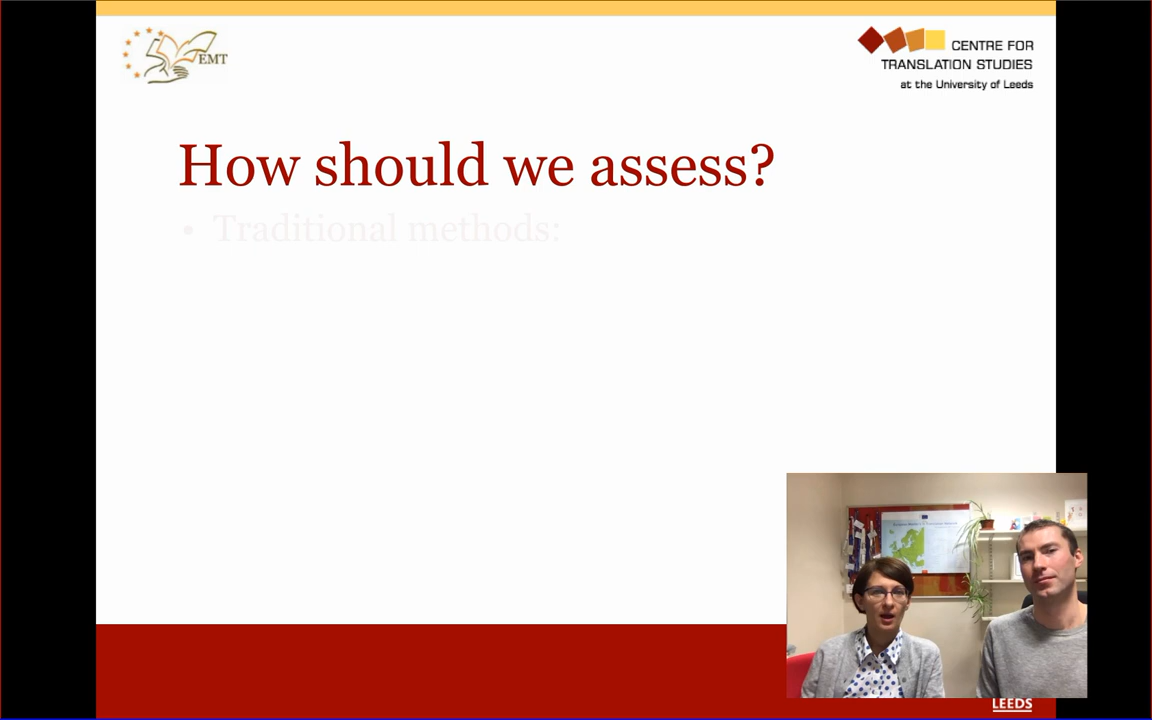 EMT
CENTRE FOR
TRANSLATION STUDIES
at the University of Leeds
How should we assess?
• Traditional methods:
LEEDS